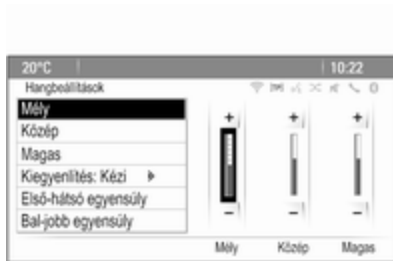 20°C 10:22
Hangbeállítások
Mély
Közép
Magas
Kiegyenlítés: Kézi
Első-hátsó egyensúly
Bal-jobb egyensúly
+ + +
- - -
Mély Közép Magas